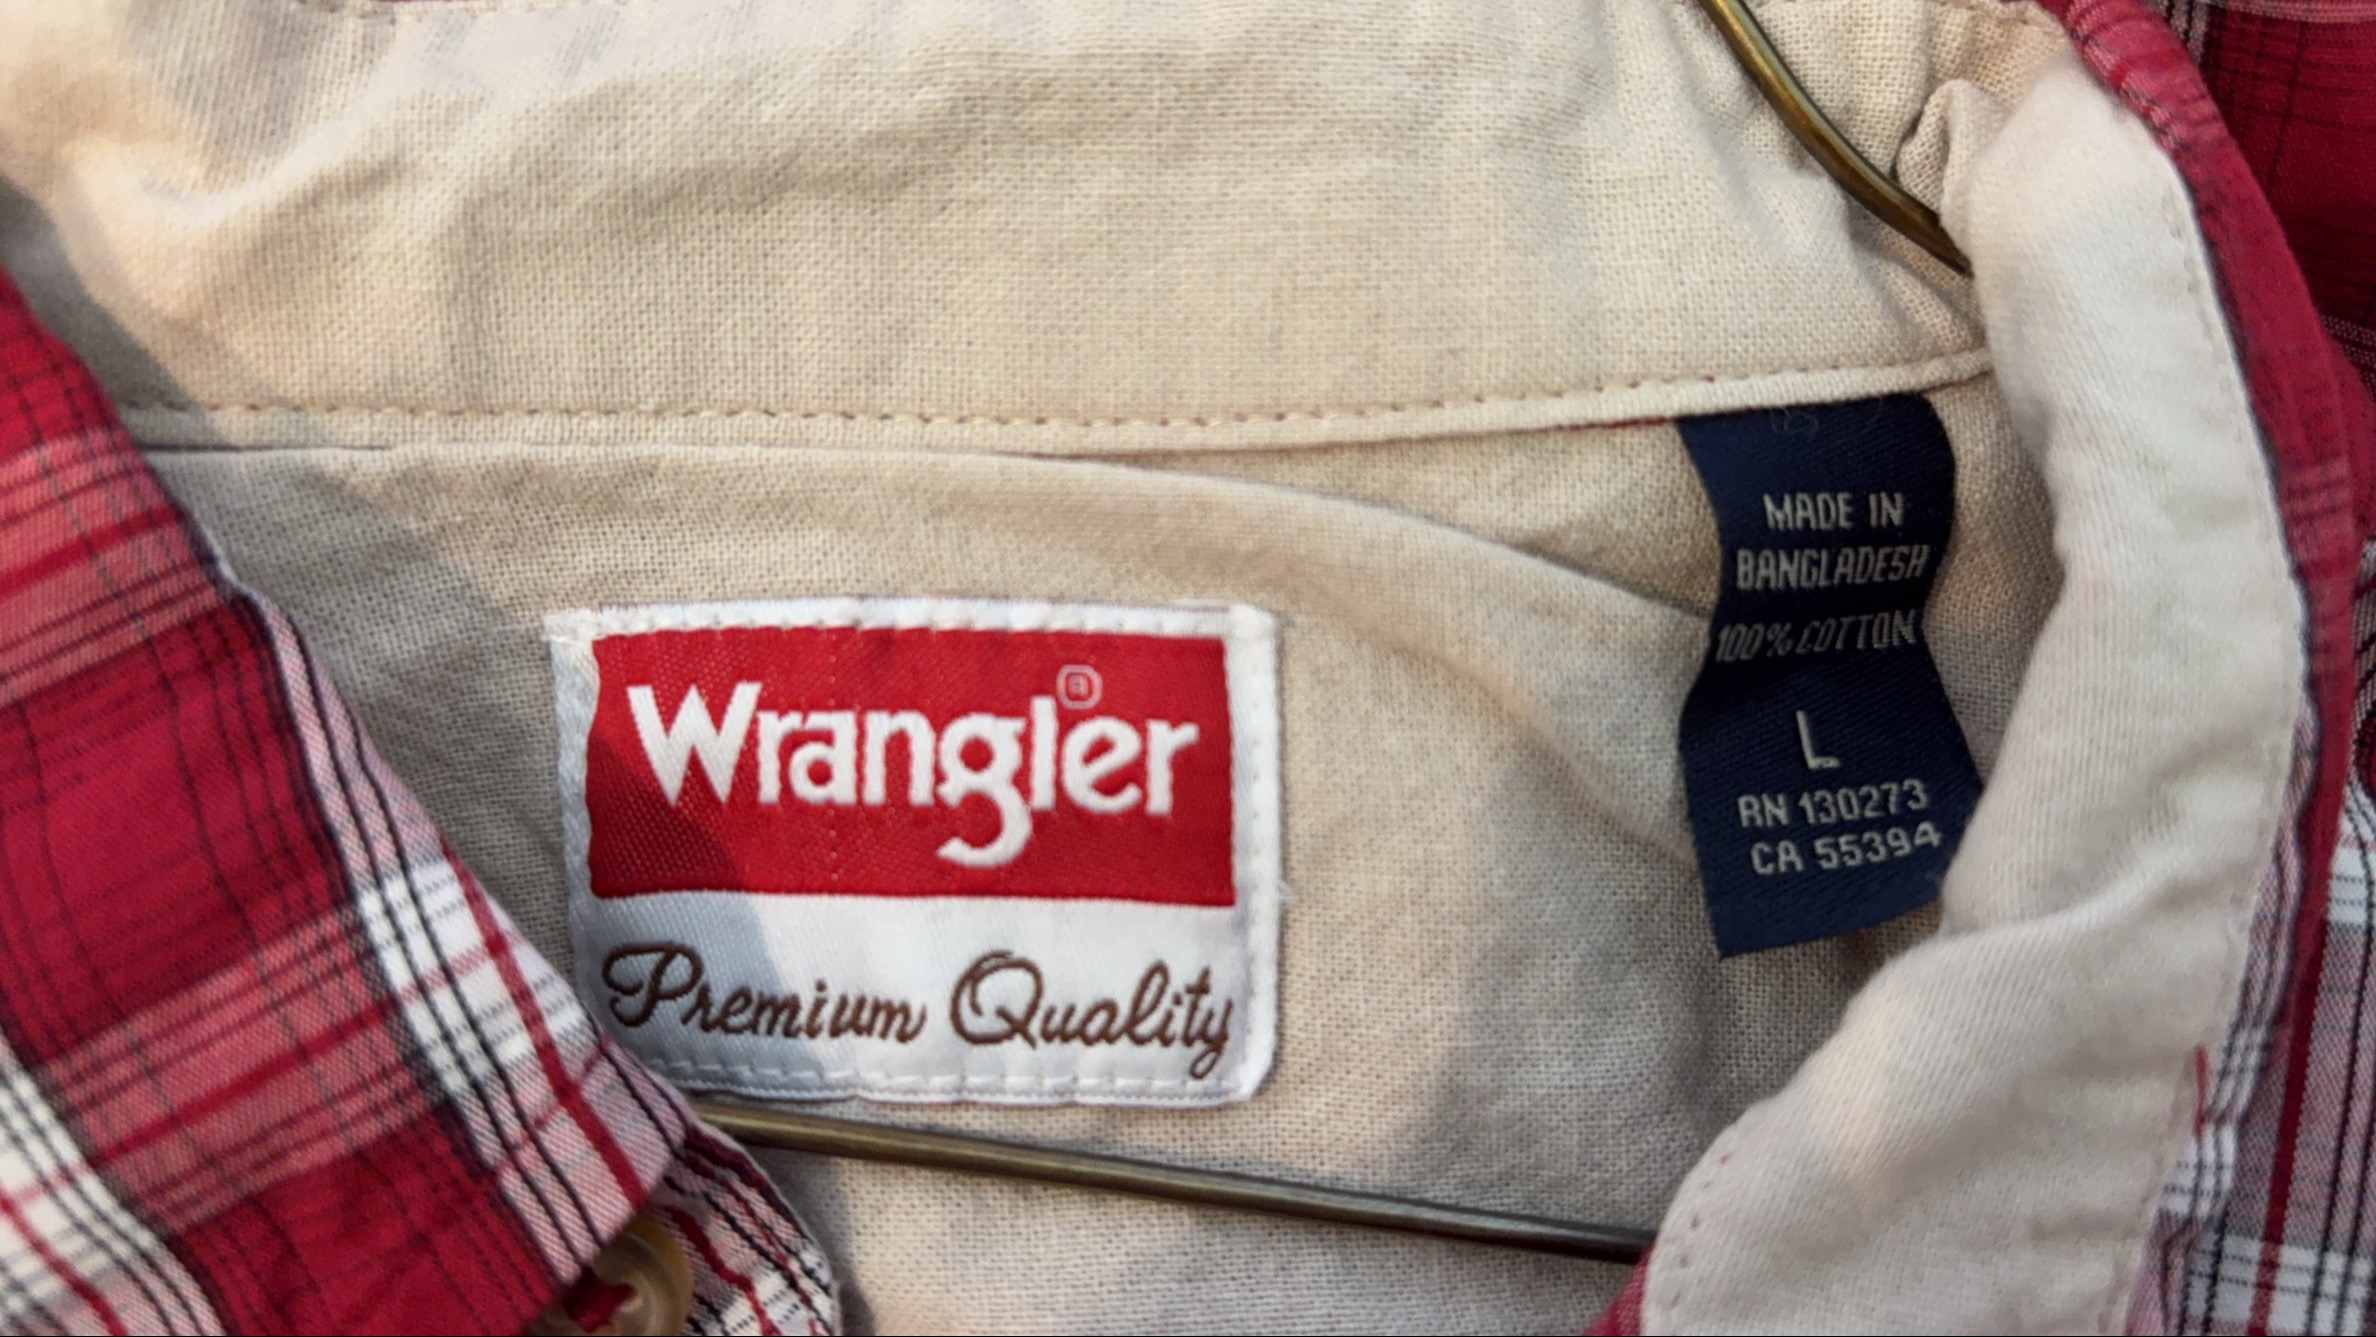 Wrangler®
Premium Quality
MADE IN
BANGLADESH
100% COTTON
L
RN 130273
CA 55394